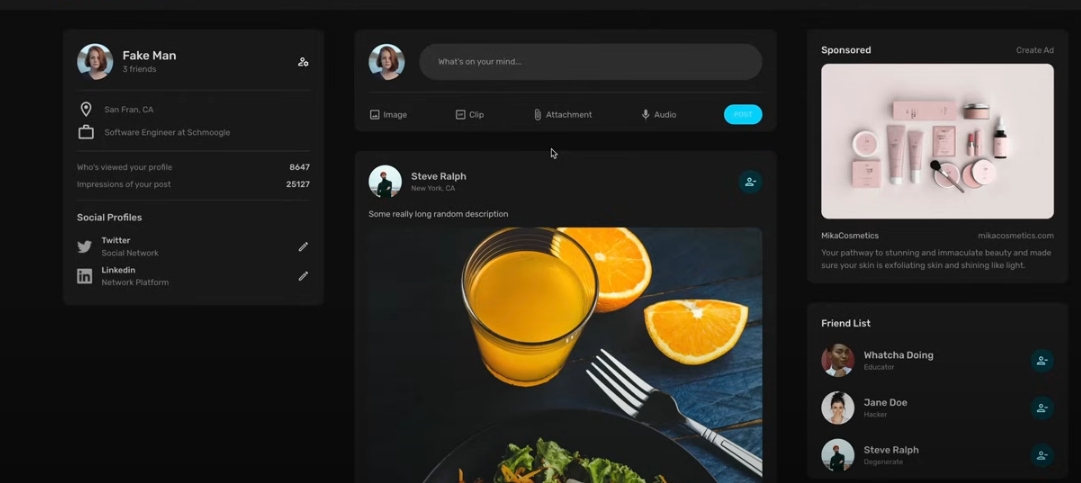 Fake Man
3 friends
San Fran, CA
Software Engineer at Schmoogle
Who's viewed your profile 8647
Impressions of your post 25127
Social Profiles
Twitter
Social Network
Linkedin
Network Platform
What's on your mind...
Image Clip Attachment Audio POST
Steve Ralph
New York, CA
Some really long random description
Sponsored Create Ad
MikaCosmetics mikacosmetics.com
Your pathway to stunning and immaculate beauty and made
sure your skin is exfoliating skin and shining like light.
Friend List
Whatcha Doing
Educator
Jane Doe
Hacker
Steve Ralph
Degenerate